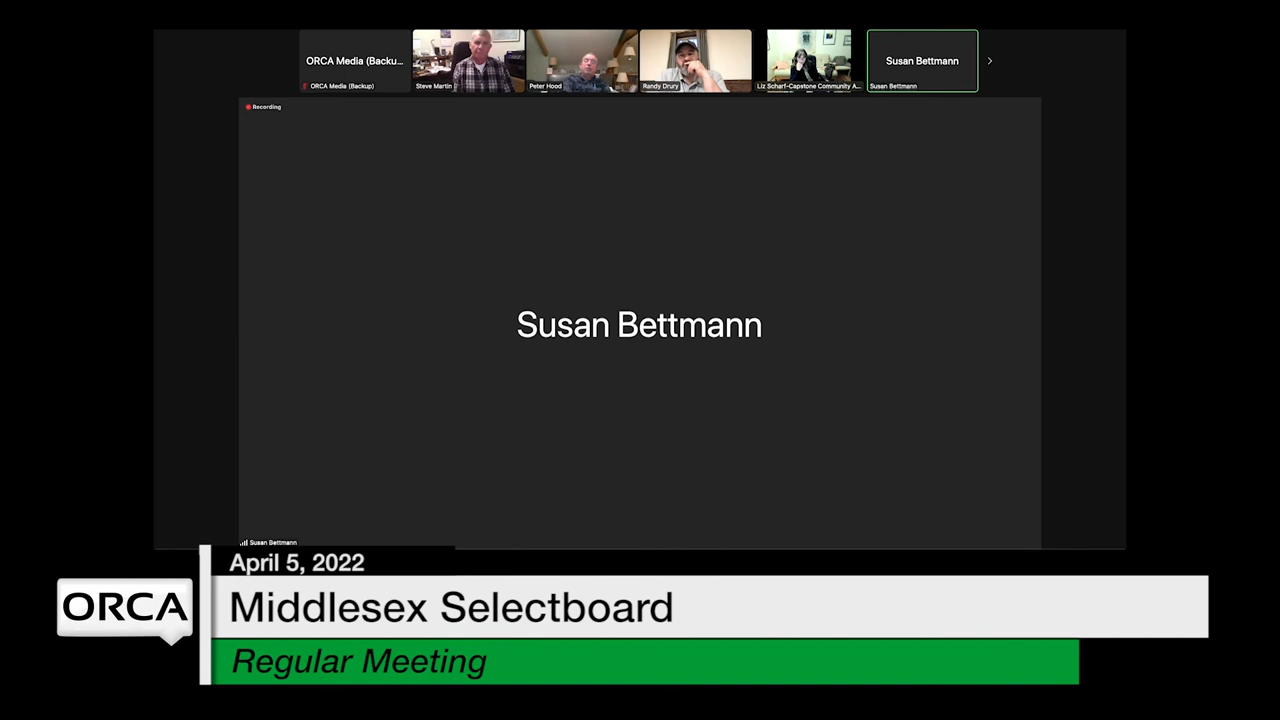 ORCA Media (Backu...
Susan Bettmann
ORCA Media (Backup)
Steve Martin
Peter Hood
Randy Drury
Liz Scharf-Capstone Community A...
Susan Bettmann
Recording
Susan Bettmann
Susan Bettmann
April 5, 2022
ORCA
Middlesex Selectboard
Regular Meeting